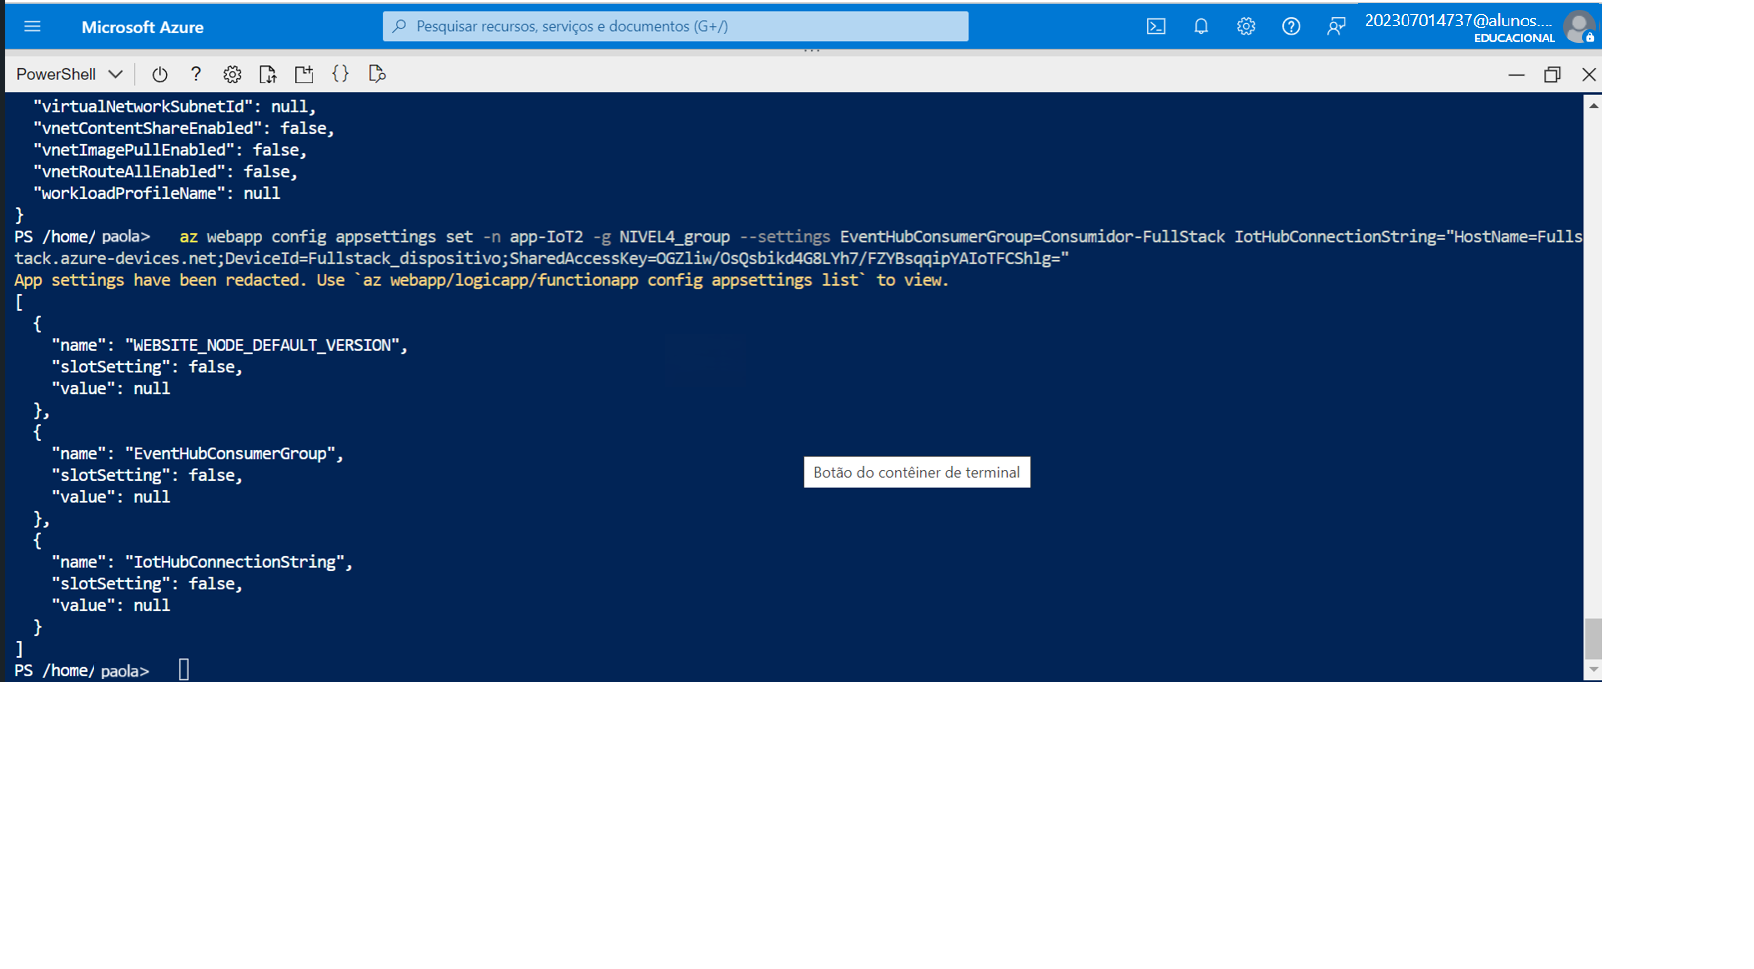 Microsoft Azure
Pesquisar recursos, serviços e documentos (G+/)
202307014737@alunos....
EDUCACIONAL
PowerShell
"virtualNetworkSubnetId": null,
"vnetContentShareEnabled": false,
"vnetImagePullEnabled": false,
"vnetRouteAllEnabled": false,
"workloadProfileName": null
}
PS /home/ paola> az webapp config appsettings set -n app-IoT2 -g NIVEL4_group --settings EventHubConsumerGroup=Consumidor-FullStack IotHubConnectionString="HostName=Fulls
tack.azure-devices.net;DeviceId=Fullstack_dispositivo;SharedAccessKey=OGZliw/OsQsbikd4G8LYh7/FZYBsqqipYAIoTFCShlg="
App settings have been redacted. Use `az webapp/logicapp/functionapp config appsettings list` to view.
[
{
"name": "WEBSITE_NODE_DEFAULT_VERSION",
"slotSetting": false,
"value": null
},
{
"name": "EventHubConsumerGroup",
"slotSetting": false,
"value": null
},
{
"name": "IotHubConnectionString",
"slotSetting": false,
"value": null
}
]
Botão do contêiner de terminal
PS /home/ paola>